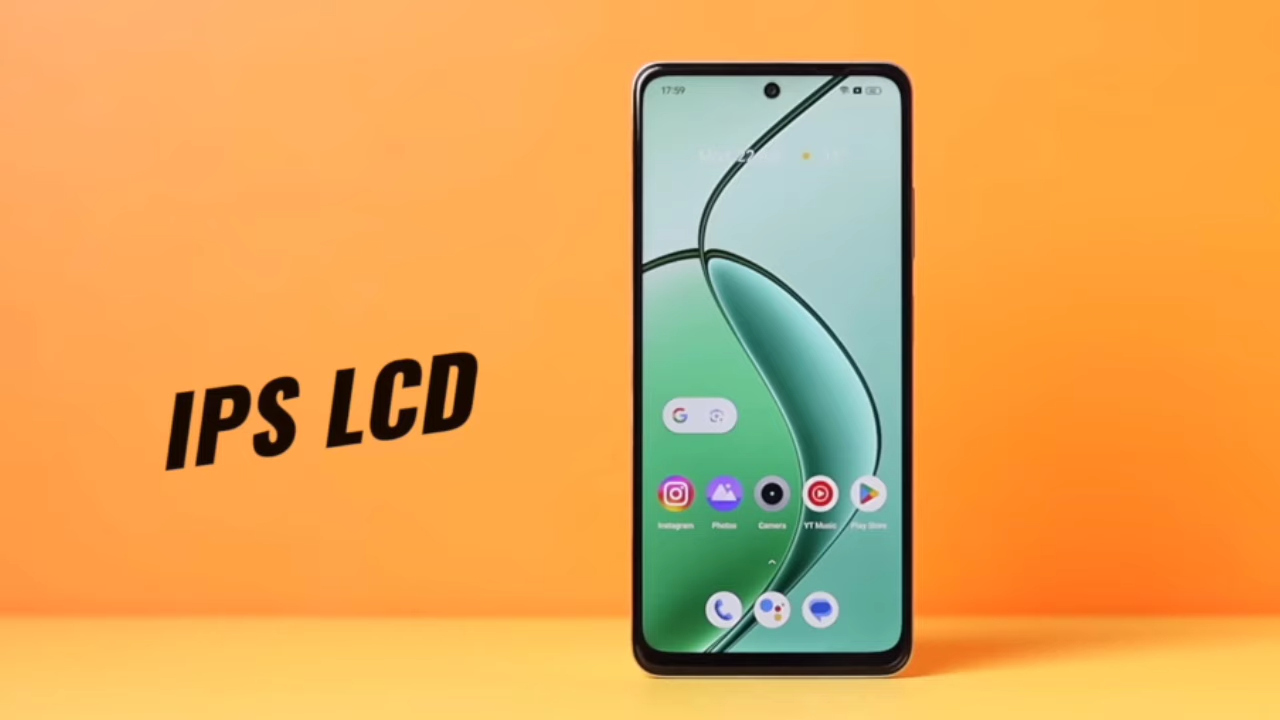 17:59
IPS LCD
Instagram
Photos
Camera
YT Music
Play Store